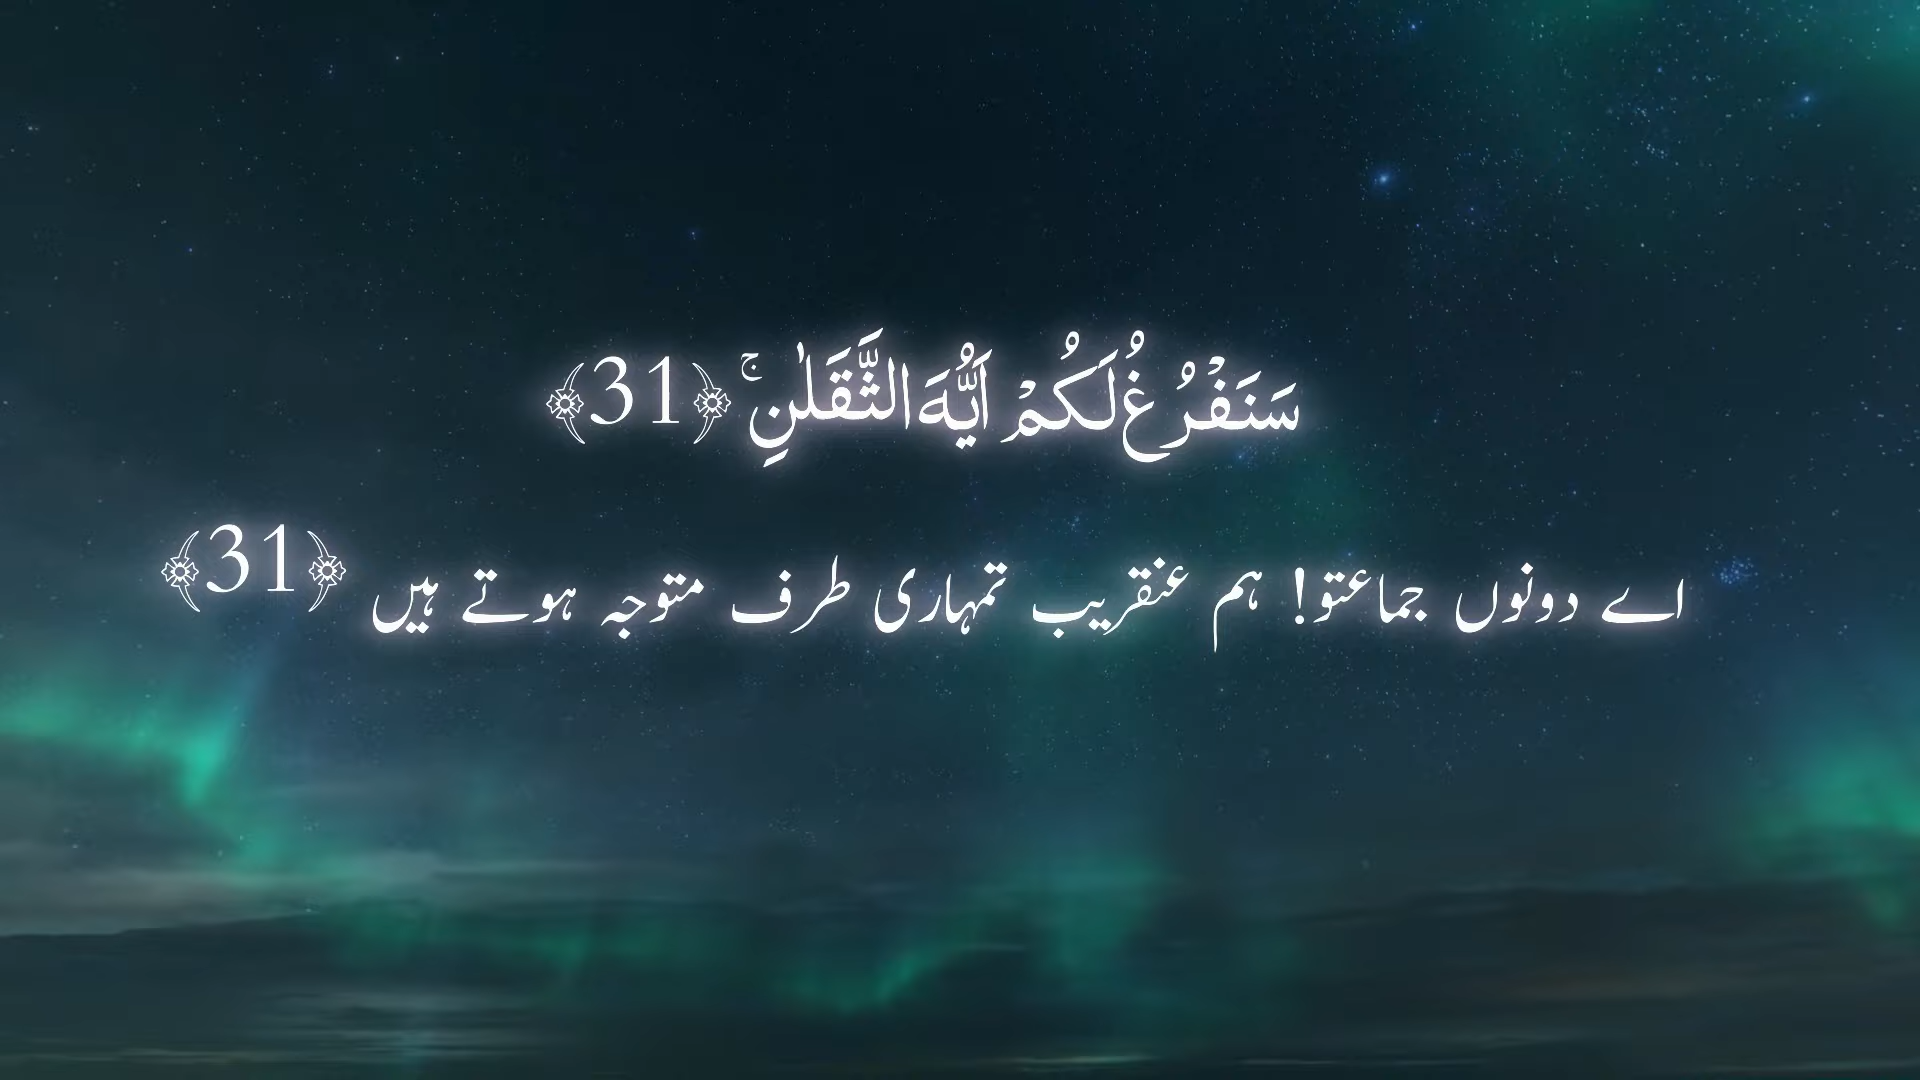 سَنَفْرُغُ لَكُمْ اَيُّهَ الثَّقَلٰنِۚ ﴿31﴾
اے دونوں جماعتو! ہم عنقریب تمہاری طرف متوجہ ہوتے ہیں ﴿31﴾